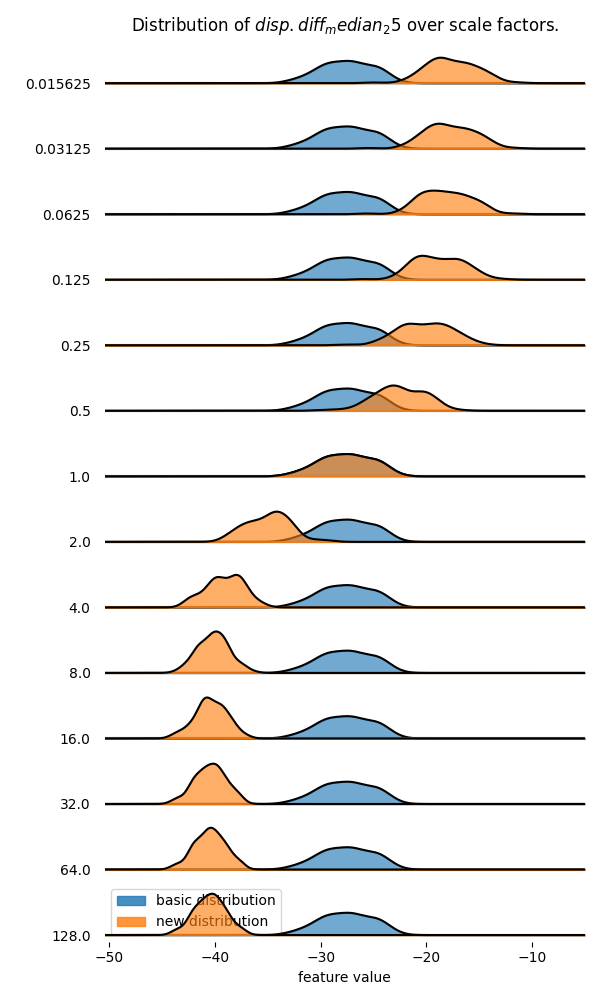 Distribution of disp.diffₘedian₂5 over scale factors.
0.015625
0.03125
0.0625
0.125
0.25
0.5
1.0
2.0
4.0
8.0
16.0
32.0
64.0
128.0
basic distribution
new distribution
−50 −40 −30 −20 −10
feature value